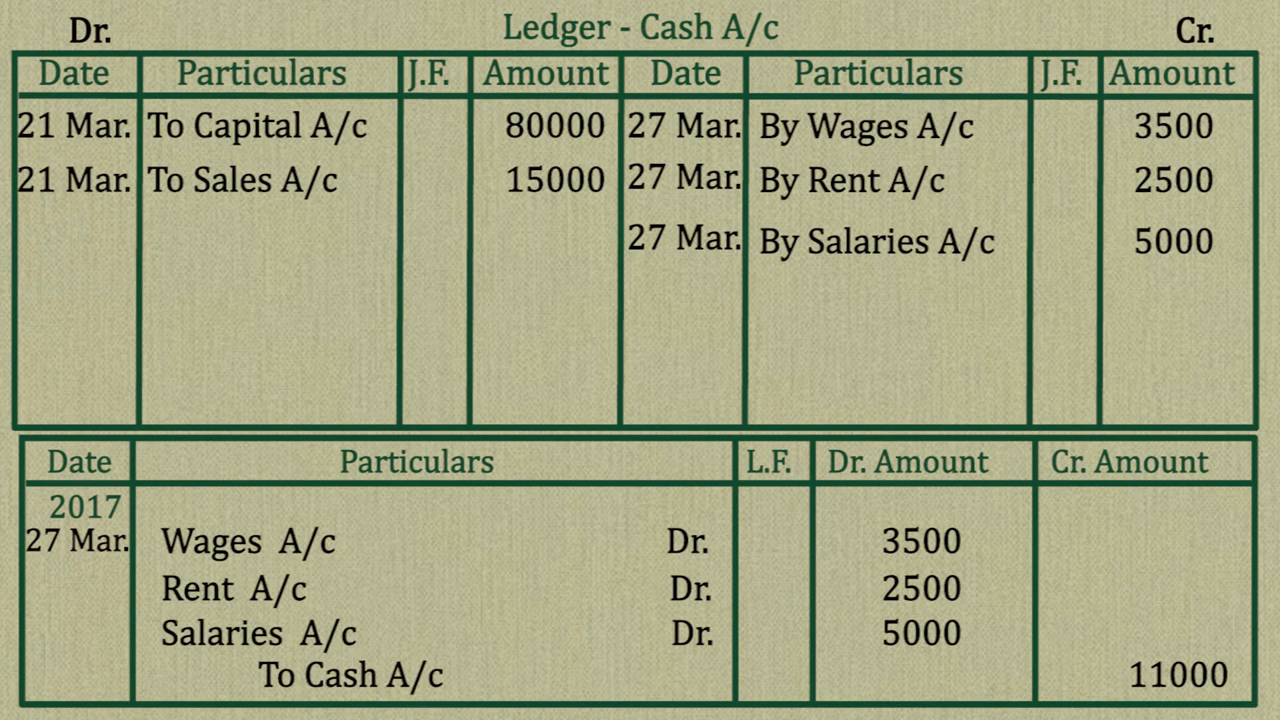 Dr. Ledger - Cash A/c Cr.
Date Particulars J.F. Amount Date Particulars J.F. Amount
21 Mar. To Capital A/c 80000 27 Mar. By Wages A/c 3500
21 Mar. To Sales A/c 15000 27 Mar. By Rent A/c 2500
27 Mar. By Salaries A/c 5000
Date Particulars L.F. Dr. Amount Cr. Amount
2017
27 Mar. Wages A/c Dr. 3500
Rent A/c Dr. 2500
Salaries A/c Dr. 5000
To Cash A/c 11000